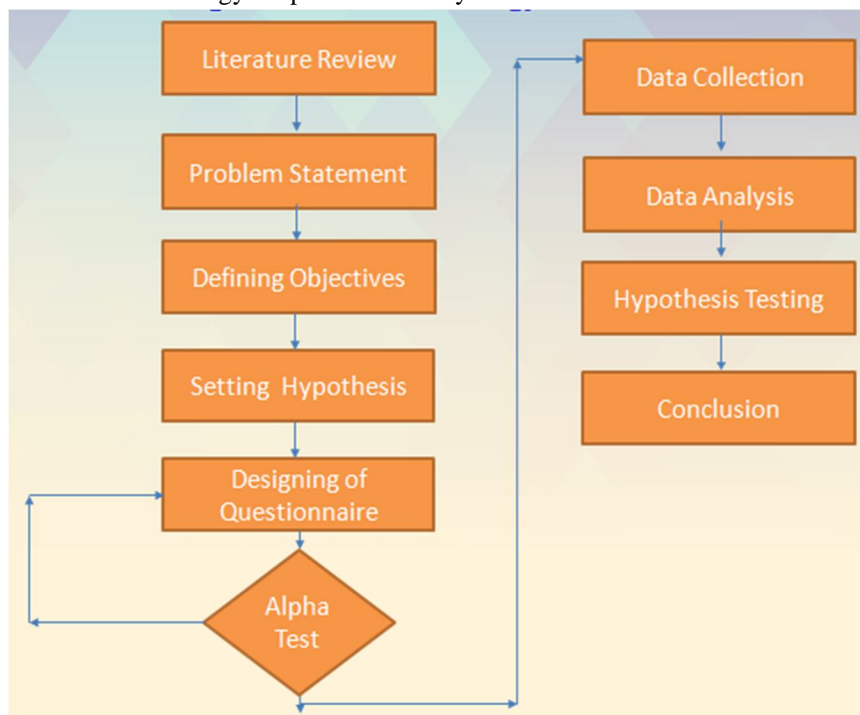 Literature Review
Problem Statement
Defining Objectives
Setting Hypothesis
Designing of
Questionnaire
Alpha
Test
Data Collection
Data Analysis
Hypothesis Testing
Conclusion